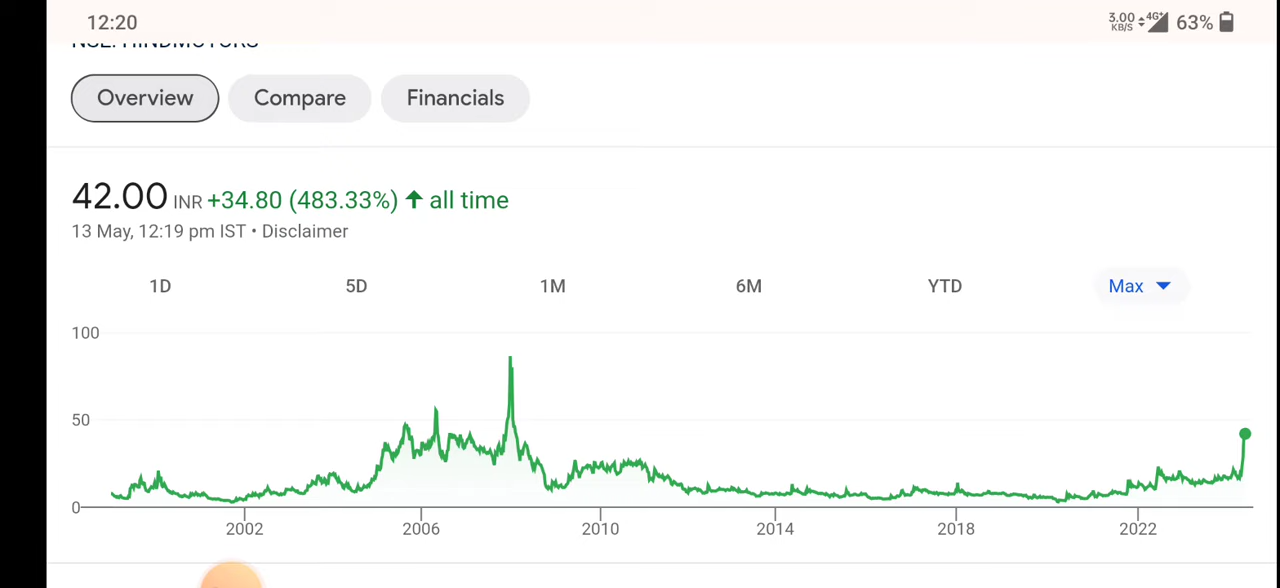 12:20
3.00 KB/S 4G+ 63%
NSE: HINDMOTORS
Overview Compare Financials
42.00 INR +34.80 (483.33%) all time
13 May, 12:19 pm IST • Disclaimer
1D 5D 1M 6M YTD Max
100
50
0
2002 2006 2010 2014 2018 2022